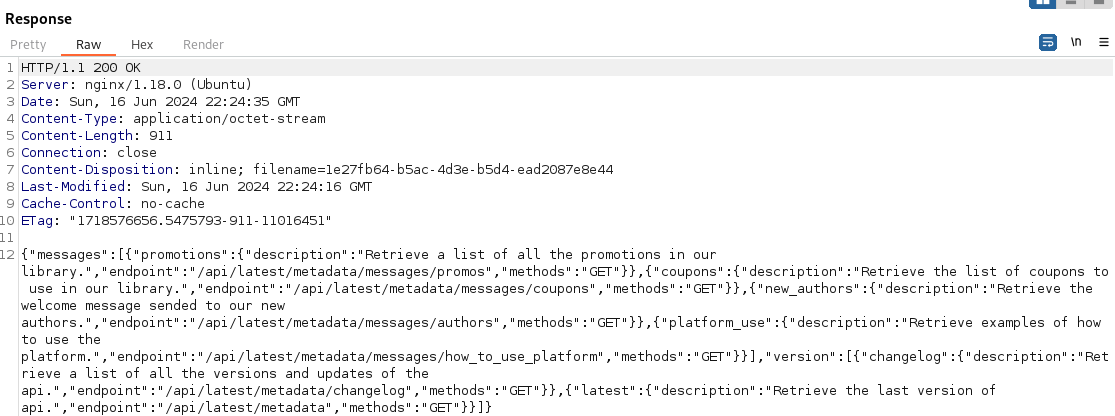 Response
Pretty Raw Hex Render \n
1 HTTP/1.1 200 OK
2 Server: nginx/1.18.0 (Ubuntu)
3 Date: Sun, 16 Jun 2024 22:24:35 GMT
4 Content-Type: application/octet-stream
5 Content-Length: 911
6 Connection: close
7 Content-Disposition: inline; filename=1e27fb64-b5ac-4d3e-b5d4-ead2087e8e44
8 Last-Modified: Sun, 16 Jun 2024 22:24:16 GMT
9 Cache-Control: no-cache
10 ETag: "1718576656.5475793-911-11016451"
11
12 {"messages":[{"promotions":{"description":"Retrieve a list of all the promotions in our
library.","endpoint":"/api/latest/metadata/messages/promos","methods":"GET"}},{"coupons":{"description":"Retrieve the list of coupons to
use in our library.","endpoint":"/api/latest/metadata/messages/coupons","methods":"GET"}},{"new_authors":{"description":"Retrieve the
welcome message sended to our new
authors.","endpoint":"/api/latest/metadata/messages/authors","methods":"GET"}},{"platform_use":{"description":"Retrieve examples of how
to use the
platform.","endpoint":"/api/latest/metadata/messages/how_to_use_platform","methods":"GET"}}],"version":[{"changelog":{"description":"Ret
rieve a list of all the versions and updates of the
api.","endpoint":"/api/latest/metadata/changelog","methods":"GET"}},{"latest":{"description":"Retrieve the last version of
api.","endpoint":"/api/latest/metadata","methods":"GET"}}]}